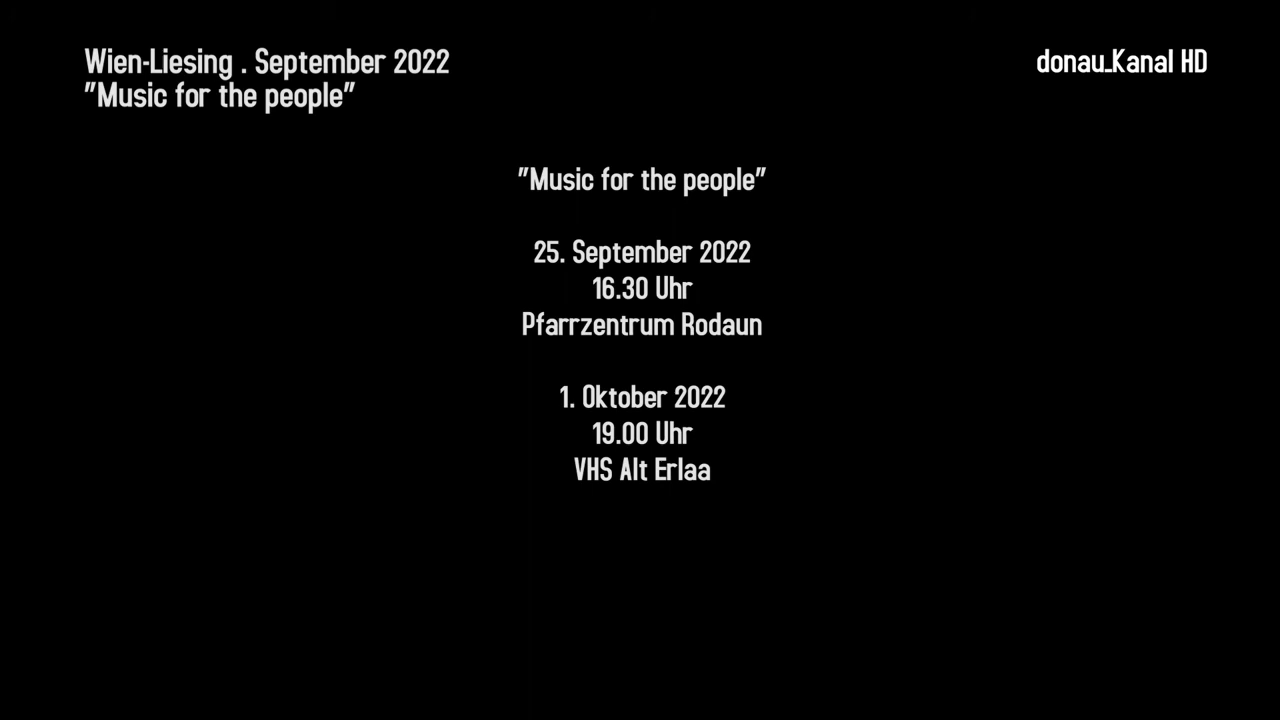 Wien-Liesing . September 2022
"Music for the people"
donau_Kanal HD
"Music for the people"
25. September 2022
16.30 Uhr
Pfarrzentrum Rodaun
1. Oktober 2022
19.00 Uhr
VHS Alt Erlaa